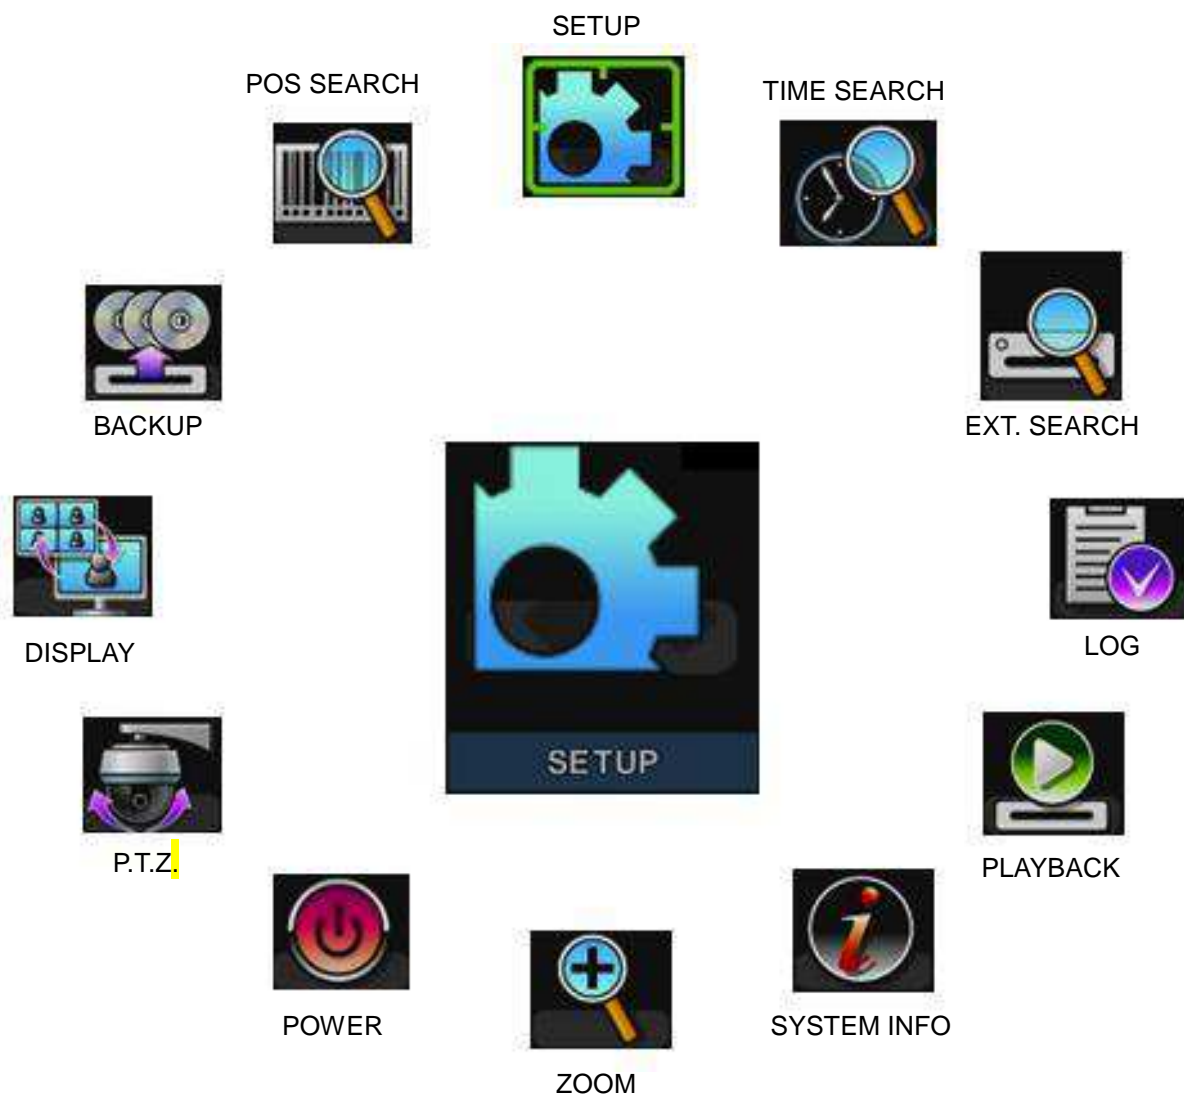 SETUP
POS SEARCH
TIME SEARCH
BACKUP
EXT. SEARCH
DISPLAY
LOG
SETUP
P.T.Z.
PLAYBACK
POWER
SYSTEM INFO
ZOOM